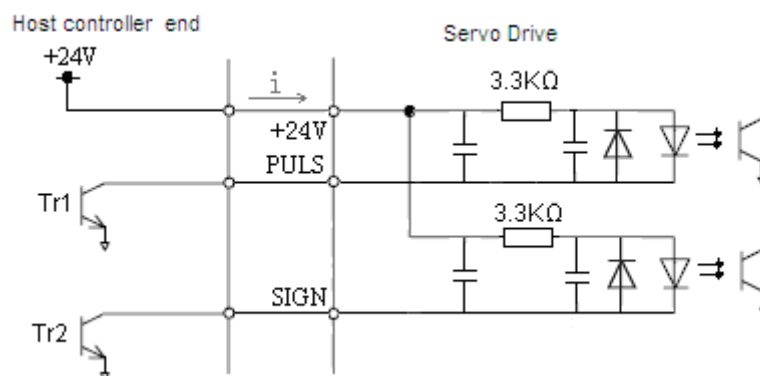 Host controller end
Servo Drive
+24V
i
3.3KΩ
+24V
PULS
Tr1
3.3KΩ
SIGN
Tr2